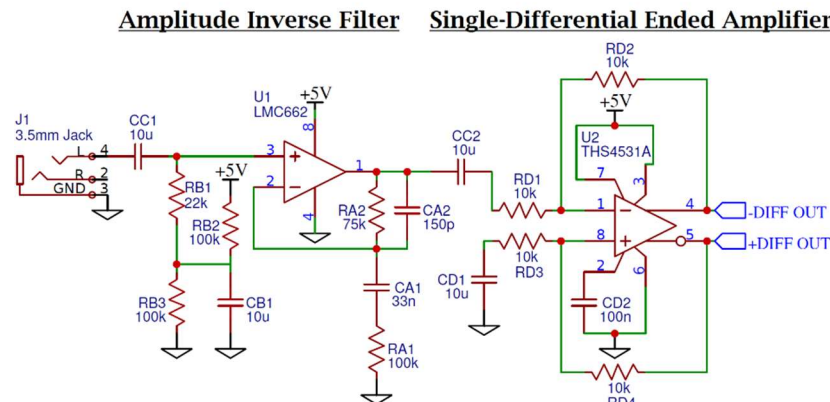 Amplitude Inverse Filter
Single-Differential Ended Amplifier
RD2
10k
+5V
U1
LMC662
+5V
J1
3.5mm Jack
CC1
10u
CC2
10u
U2
THS4531A
L 4
R 2
GND 3
8
3
1
2
4
+5V
RB1
22k
RB2
100k
RA2
75k
CA2
150p
RD1
10k
7
3
1
4
-DIFF OUT
8
5
+DIFF OUT
10k
RD3
2
6
CD1
10u
CD2
100n
RB3
100k
CB1
10u
CA1
33n
RA1
100k
10k
RD4